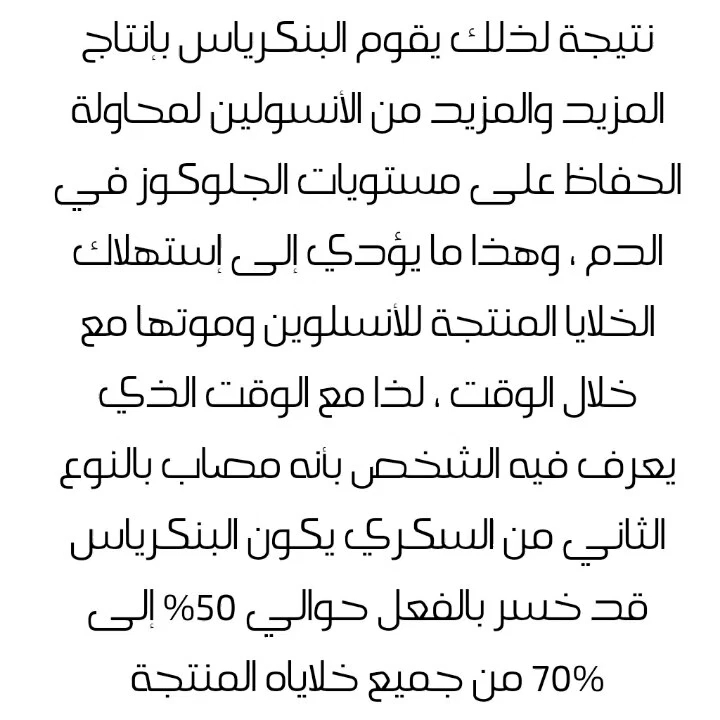 نتيجة لذلك يقوم البنكرياس بإنتاج
المزيد والمزيد من الأنسولين لمحاولة
الحفاظ على مستويات الجلوكوز في
الدم ، وهذا ما يؤدي إلى إستهلاك
الخلايا المنتجة للأنسلوين وموتها مع
خلال الوقت ، لذا مع الوقت الذي
يعرف فيه الشخص بأنه مصاب بالنوع
الثاني من السكري يكون البنكرياس
قد خسر بالفعل حوالي 50% إلى
70% من جميع خلاياه المنتجة